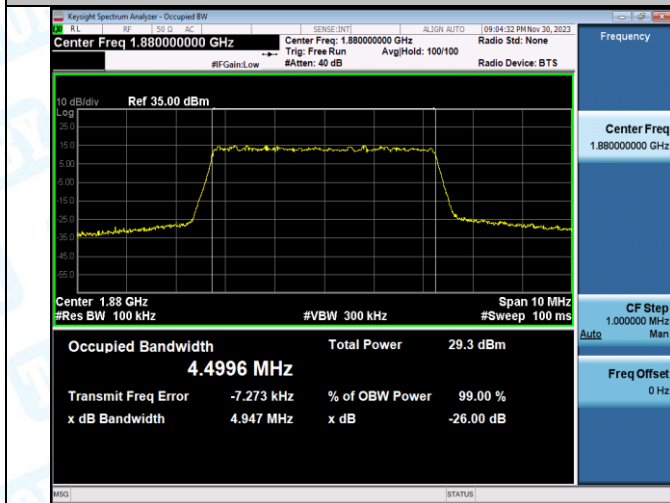 Keysight Spectrum Analyzer - Occupied BW
RL RF 50 Ω AC SENSE:INT ALIGN AUTO 09:04:32 PM Nov 30, 2023
Center Freq 1.880000000 GHz
Center Freq: 1.880000000 GHz
Radio Std: None
Trig: Free Run Avg|Hold: 100/100
#IFGain:Low #Atten: 40 dB Radio Device: BTS
Frequency
10 dB/div Ref 35.00 dBm
Log
25.0
15.0
5.00
-5.00
-15.0
-25.0
-35.0
-45.0
-55.0
Center 1.88 GHz Span 10 MHz
#Res BW 100 kHz #VBW 300 kHz #Sweep 100 ms
Occupied Bandwidth Total Power 29.3 dBm
4.4996 MHz
Transmit Freq Error -7.273 kHz % of OBW Power 99.00 %
x dB Bandwidth 4.947 MHz x dB -26.00 dB
Center Freq
1.880000000 GHz
CF Step
1.000000 MHz
Auto Man
Freq Offset
0 Hz
MSG STATUS